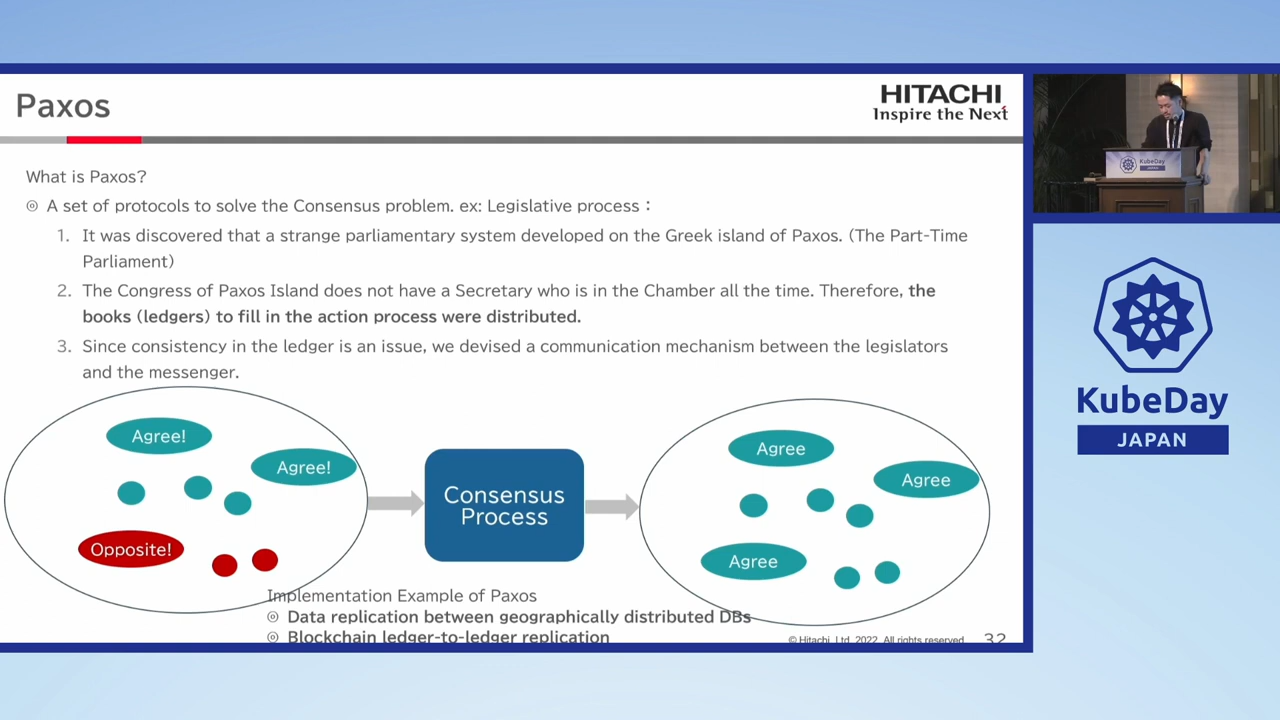 Paxos
HITACHI
Inspire the Next
What is Paxos?
◎ A set of protocols to solve the Consensus problem. ex: Legislative process：
1. It was discovered that a strange parliamentary system developed on the Greek island of Paxos. (The Part-Time
Parliament)
2. The Congress of Paxos Island does not have a Secretary who is in the Chamber all the time. Therefore, the
books (ledgers) to fill in the action process were distributed.
3. Since consistency in the ledger is an issue, we devised a communication mechanism between the legislators
and the messenger.
Agree!
Agree!
Opposite!
Consensus
Process
Agree
Agree
Agree
Implementation Example of Paxos
◎ Data replication between geographically distributed DBs
◎ Blockchain ledger-to-ledger replication
© Hitachi, Ltd. 2022. All rights reserved.
32
KubeDay
KubeDay
JAPAN